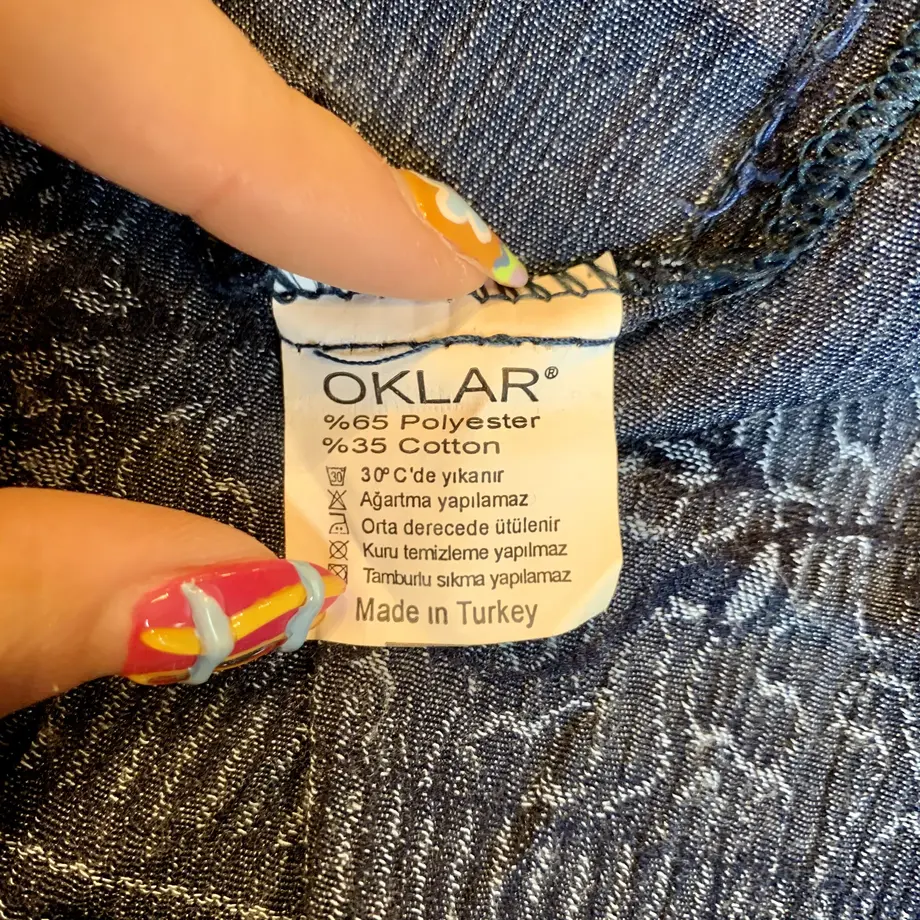 OKLAR®
%65 Polyester
%35 Cotton
30 30°C'de yıkanır
Ağartma yapılamaz
Orta derecede ütülenir
Kuru temizleme yapılmaz
Tamburlu sıkma yapılamaz
Made in Turkey